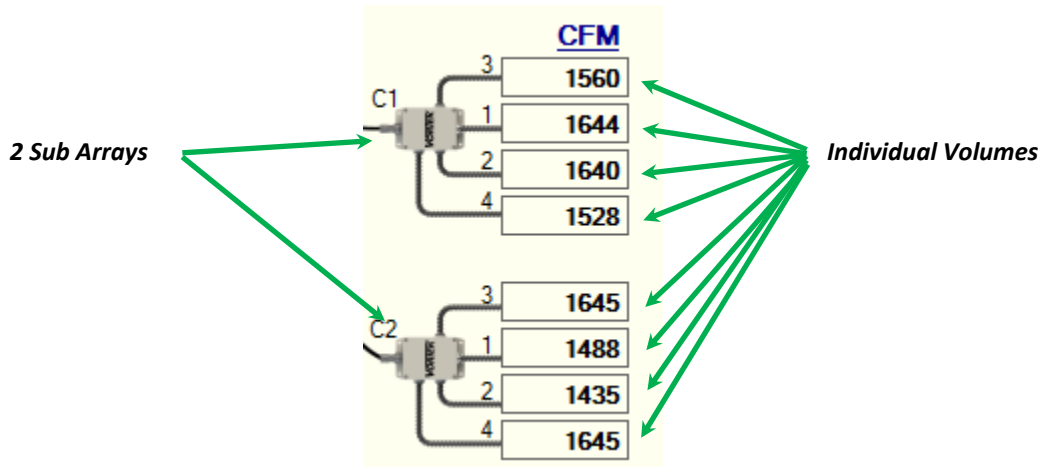 CFM
3 1560
C1
1 1644
2 Sub Arrays
Individual Volumes
2 1640
4 1528
3 1645
C2
1 1488
2 1435
4 1645